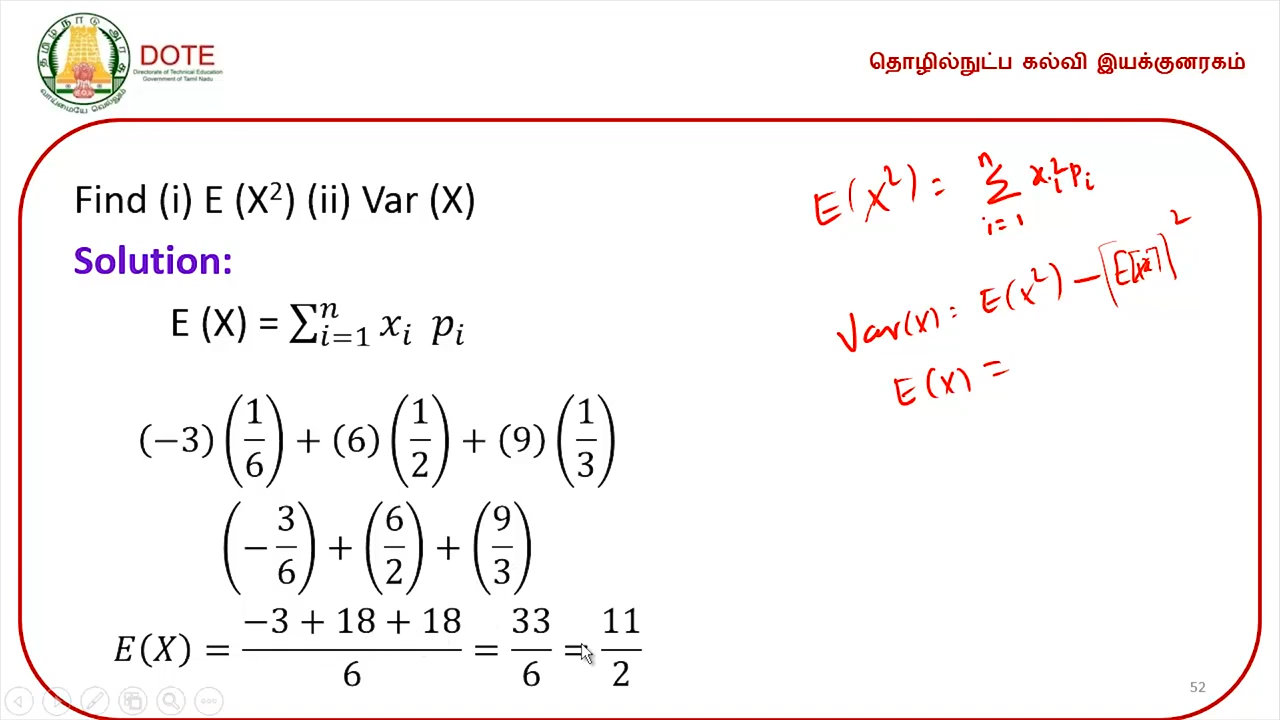 தமிழ்நாடு அரசு
வாய்மையே வெல்லும்
DOTE
Directorate of Technical Education
Government of Tamil Nadu
தொழில்நுட்ப கல்வி இயக்குனரகம்
Find (i) E (X²) (ii) Var (X)
Solution:
E (X) = ∑ⁿᵢ₌₁ xᵢ pᵢ
(−3)(1/6) + (6)(1/2) + (9)(1/3)
(−3/6) + (6/2) + (9/3)
E(X) = (−3 + 18 + 18)/6 = 33/6 = 11/2
E(X²) = ∑ⁿᵢ₌₁ xᵢ² pᵢ
Var(X) = E(X²) − [E[X]]²
E(X) =
52